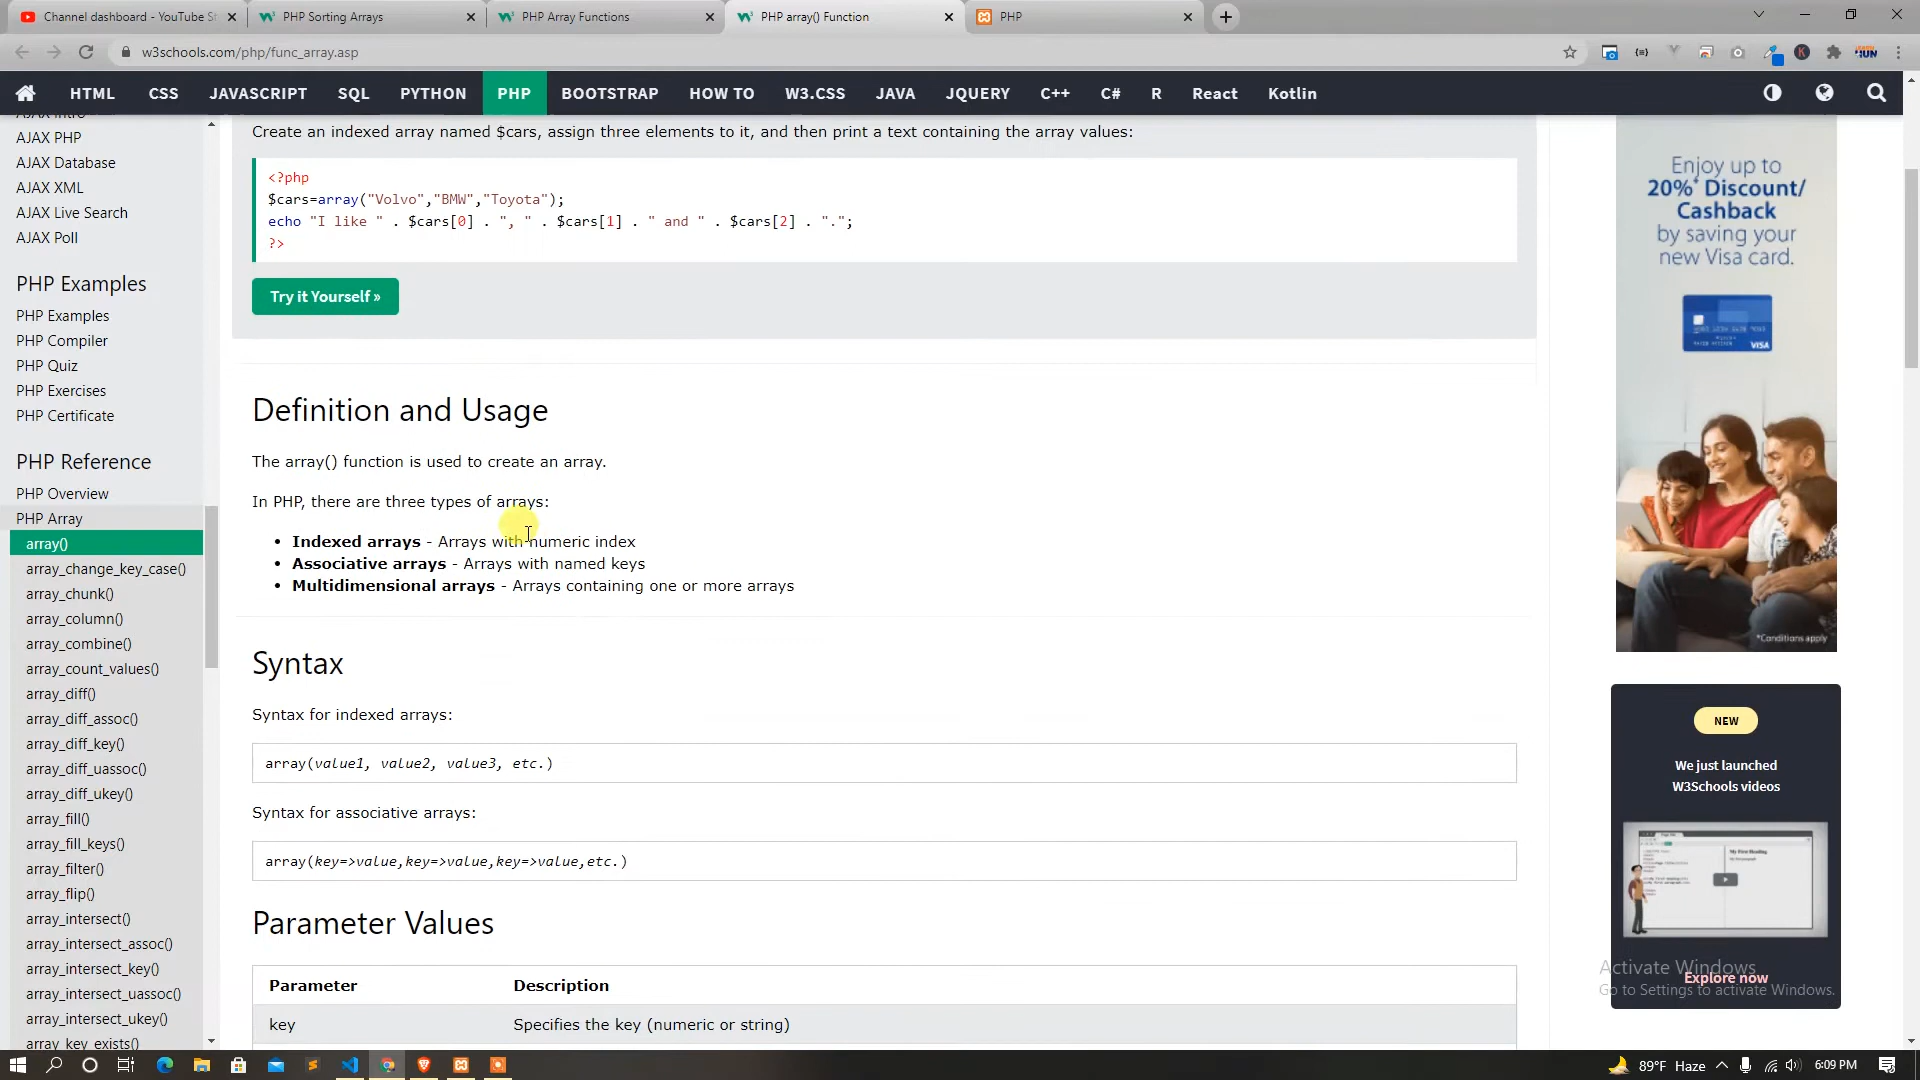 Channel dashboard - YouTube St
PHP Sorting Arrays
PHP Array Functions
PHP array() Function
PHP
w3schools.com/php/func_array.asp
HTML CSS JAVASCRIPT SQL PYTHON PHP BOOTSTRAP HOW TO W3.CSS JAVA JQUERY C++ C# R React Kotlin
AJAX Intro
AJAX PHP
AJAX Database
AJAX XML
AJAX Live Search
AJAX Poll
PHP Examples
PHP Examples
PHP Compiler
PHP Quiz
PHP Exercises
PHP Certificate
PHP Reference
PHP Overview
PHP Array
array()
array_change_key_case()
array_chunk()
array_column()
array_combine()
array_count_values()
array_diff()
array_diff_assoc()
array_diff_key()
array_diff_uassoc()
array_diff_ukey()
array_fill()
array_fill_keys()
array_filter()
array_flip()
array_intersect()
array_intersect_assoc()
array_intersect_key()
array_intersect_uassoc()
array_intersect_ukey()
array_key_exists()
Create an indexed array named $cars, assign three elements to it, and then print a text containing the array values:
<?php
$cars=array("Volvo","BMW","Toyota");
echo "I like " . $cars[0] . ", " . $cars[1] . " and " . $cars[2] . ".";
?>
Try it Yourself »
Definition and Usage
The array() function is used to create an array.
In PHP, there are three types of arrays:
• Indexed arrays - Arrays with numeric index
• Associative arrays - Arrays with named keys
• Multidimensional arrays - Arrays containing one or more arrays
Syntax
Syntax for indexed arrays:
array(value1, value2, value3, etc.)
Syntax for associative arrays:
array(key=>value,key=>value,key=>value,etc.)
Parameter Values
Parameter Description
key Specifies the key (numeric or string)
Enjoy up to
20%* Discount/
Cashback
by saving your
new Visa card.
VISA
*Conditions apply
NEW
We just launched
W3Schools videos
Explore now
Activate Windows
Go to Settings to activate Windows.
89°F Haze
6:09 PM